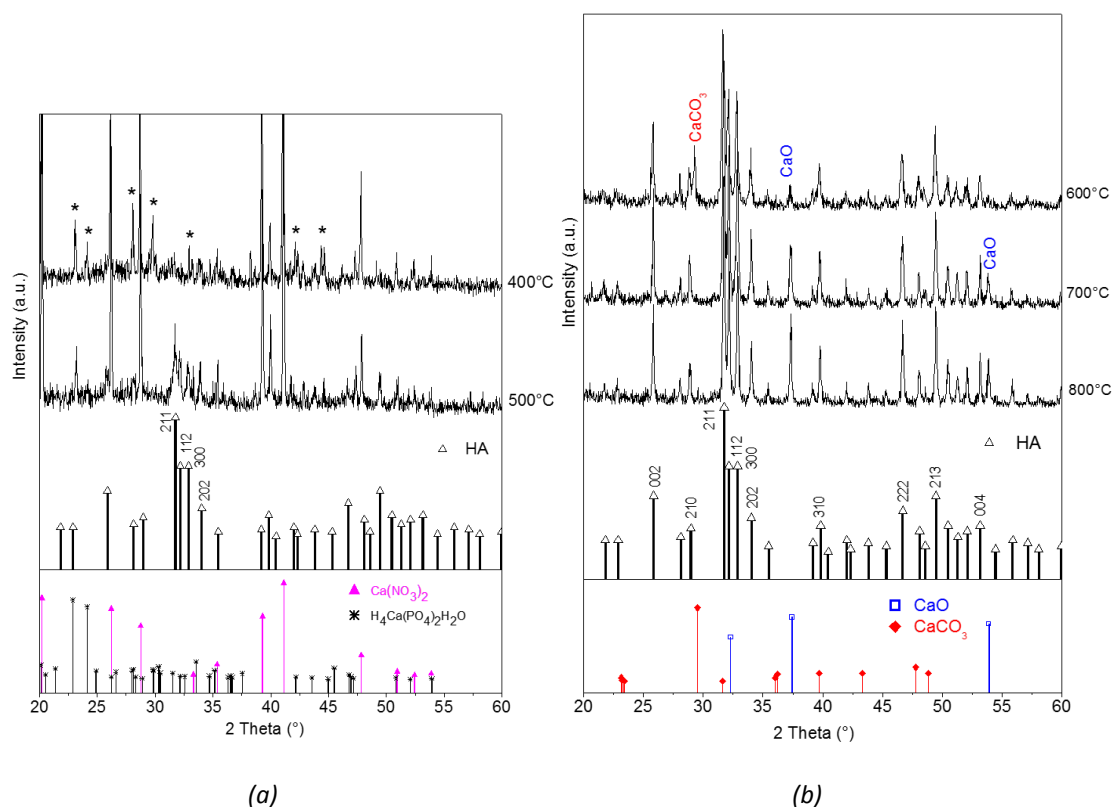 Intensity (a.u.)
* * * * * * * *
400°C
500°C
HA
211
112
300
202
Ca(NO3)2
H4Ca(PO4)2H2O
20 25 30 35 40 45 50 55 60
2 Theta (°)
(a)
Intensity (a.u.)
CaCO3
CaO
600°C
CaO
700°C
800°C
HA
002
210
211
112
300
202
310
222
213
004
CaO
CaCO3
20 25 30 35 40 45 50 55 60
2 Theta (°)
(b)